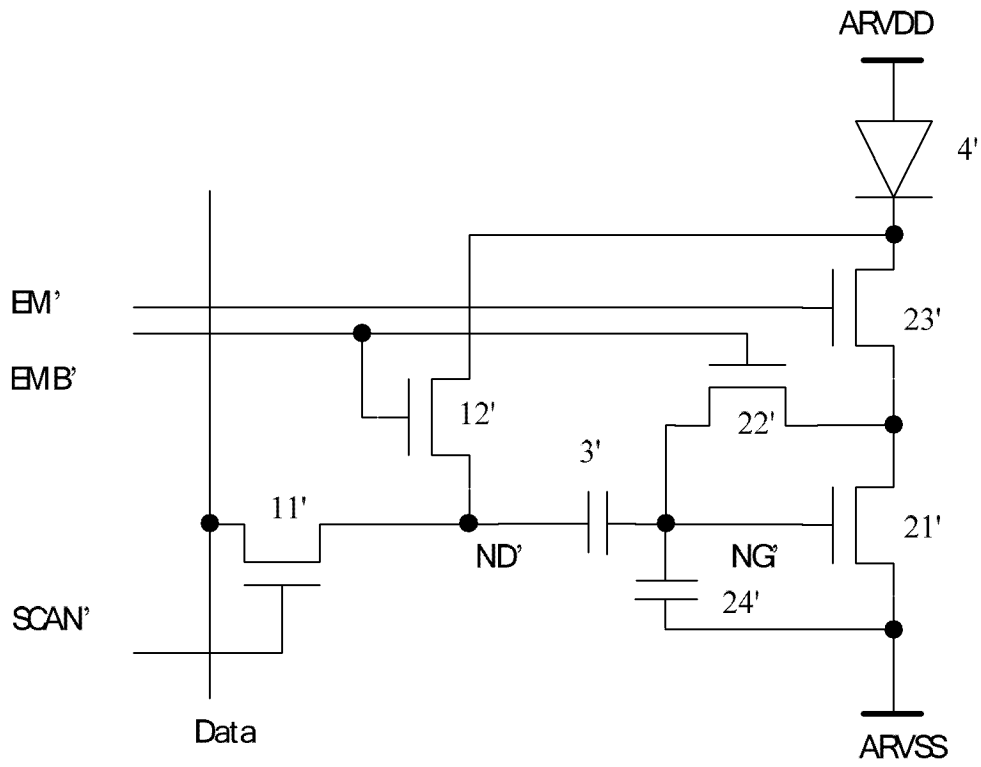 ARVDD
4'
EM'
23'
EMB'
12'
22'
3'
11'
21'
ND'
NG'
24'
SCAN'
Data
ARVSS